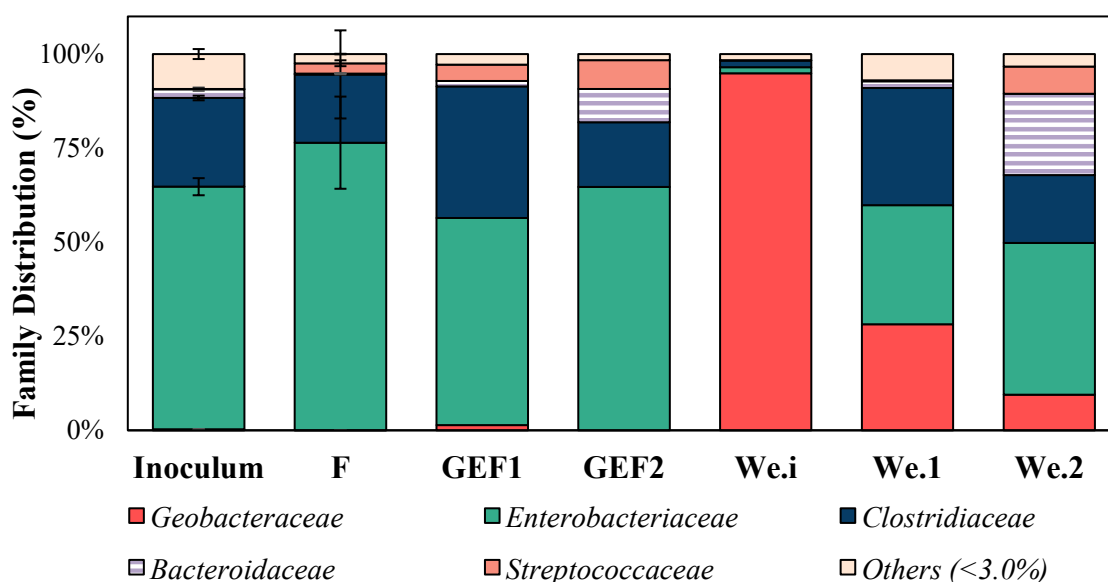 100%
75%
50%
25%
0%
Family Distribution (%)
Inoculum F GEF1 GEF2 We.i We.1 We.2
Geobacteraceae Enterobacteriaceae Clostridiaceae
Bacteroidaceae Streptococcaceae Others (<3.0%)